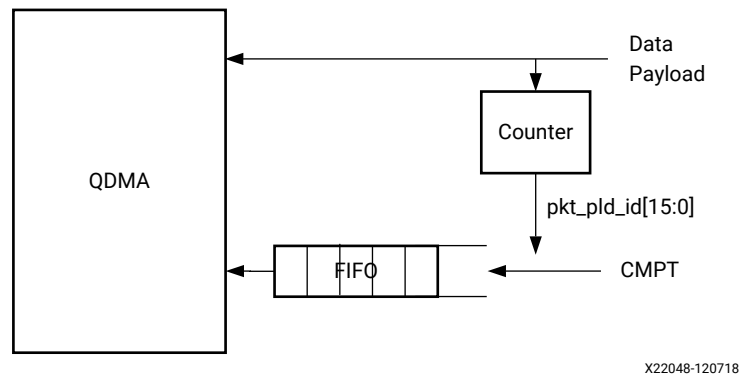 Data
Payload
Counter
QDMA
pkt_pld_id[15:0]
FIFO
CMPT
X22048-120718